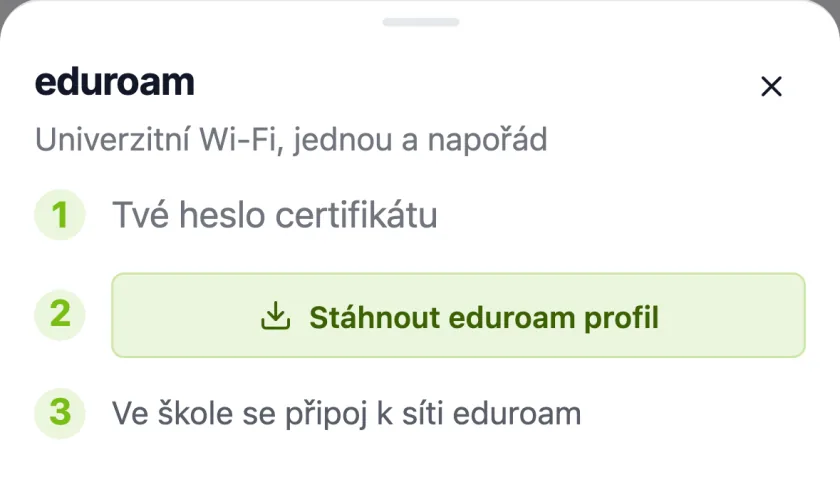 eduroam
Univerzitní Wi-Fi, jednou a napořád
1 Tvé heslo certifikátu
2 Stáhnout eduroam profil
3 Ve škole se připoj k síti eduroam